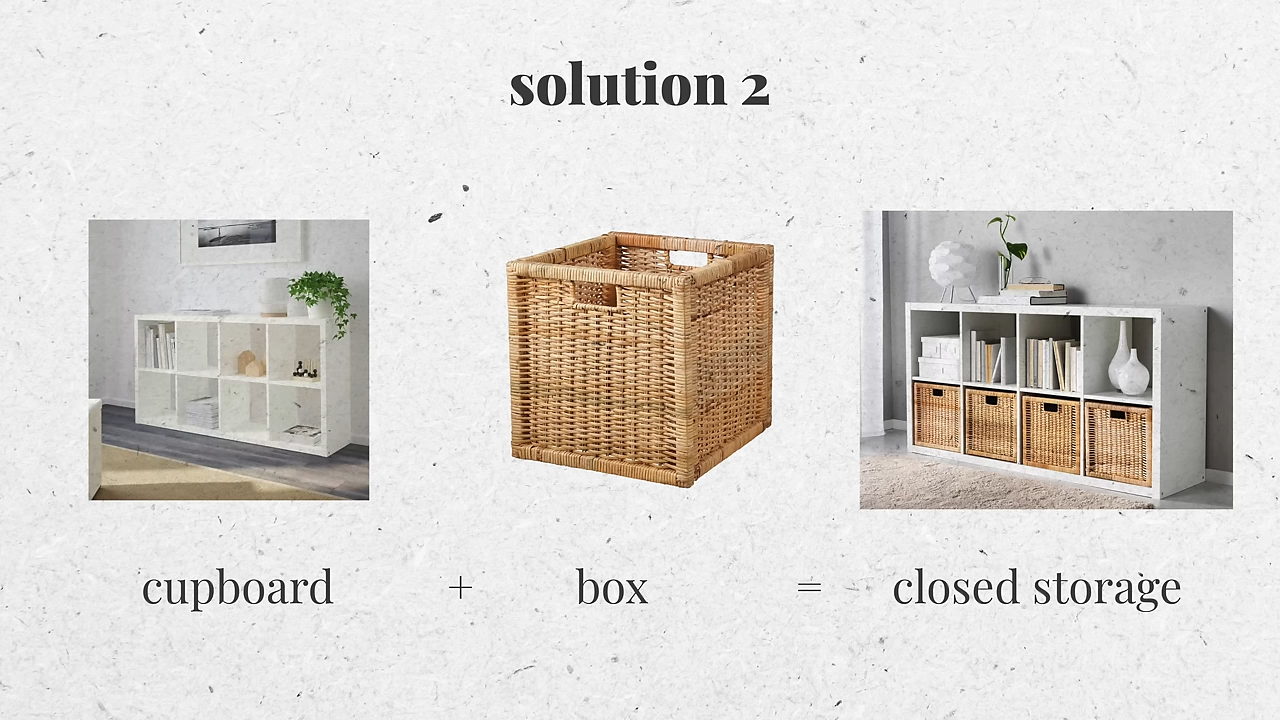 solution 2
cupboard + box = closed storage